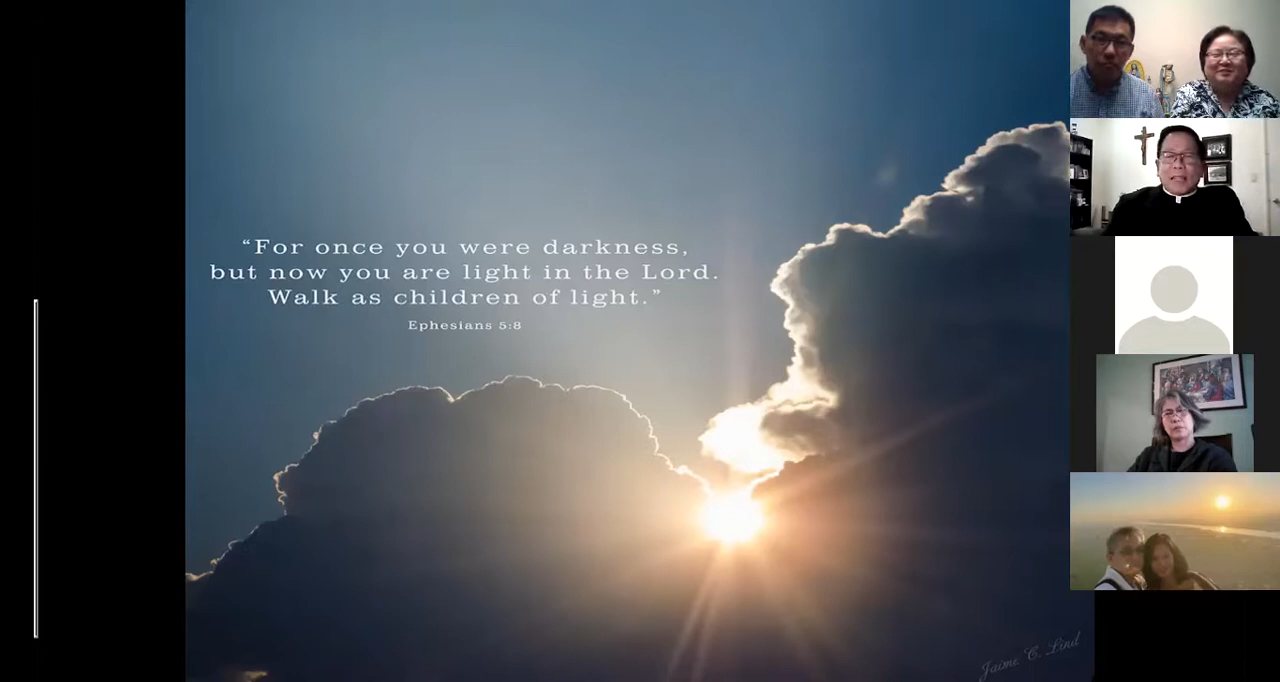 “For once you were darkness,
but now you are light in the Lord.
Walk as children of light.”
Ephesians 5:8
Jaime C. Lind